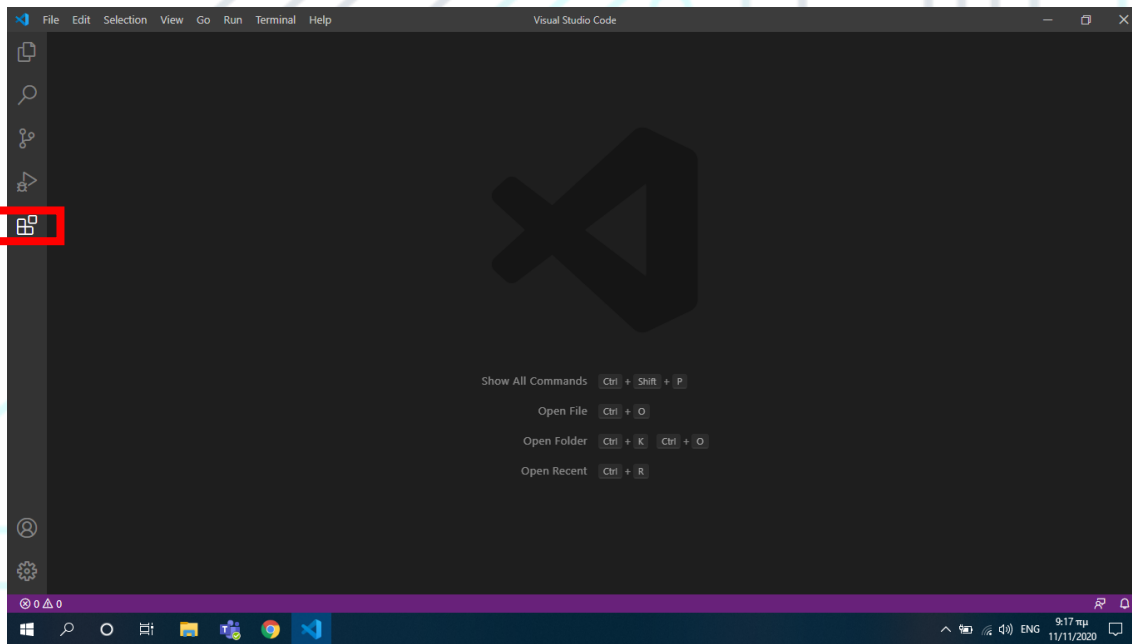 File Edit Selection View Go Run Terminal Help Visual Studio Code
Show All Commands Ctrl + Shift + P
Open File Ctrl + O
Open Folder Ctrl + K Ctrl + O
Open Recent Ctrl + R
0 0
ENG 9:17 πμ
11/11/2020